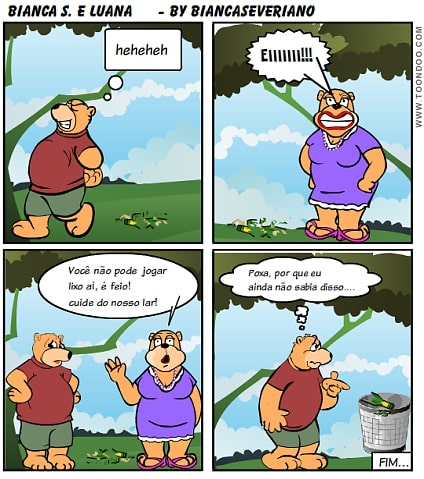 BIANCA S. E LUANA - BY BIANCASEVERIANO
heheheh
EIIIIIII!!!
Você não pode jogar
lixo ai, é feio!
cuide do nosso lar!
Poxa, por que eu
ainda não sabia disso....
FIM...
WWW.TOONDOO.COM